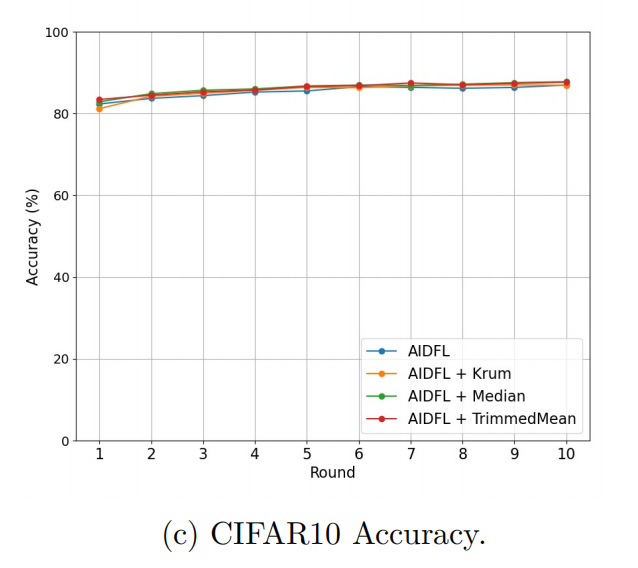 100
80
60
40
20
0
Accuracy (%)
AIDFL
AIDFL + Krum
AIDFL + Median
AIDFL + TrimmedMean
1 2 3 4 5 6 7 8 9 10
Round
(c) CIFAR10 Accuracy.